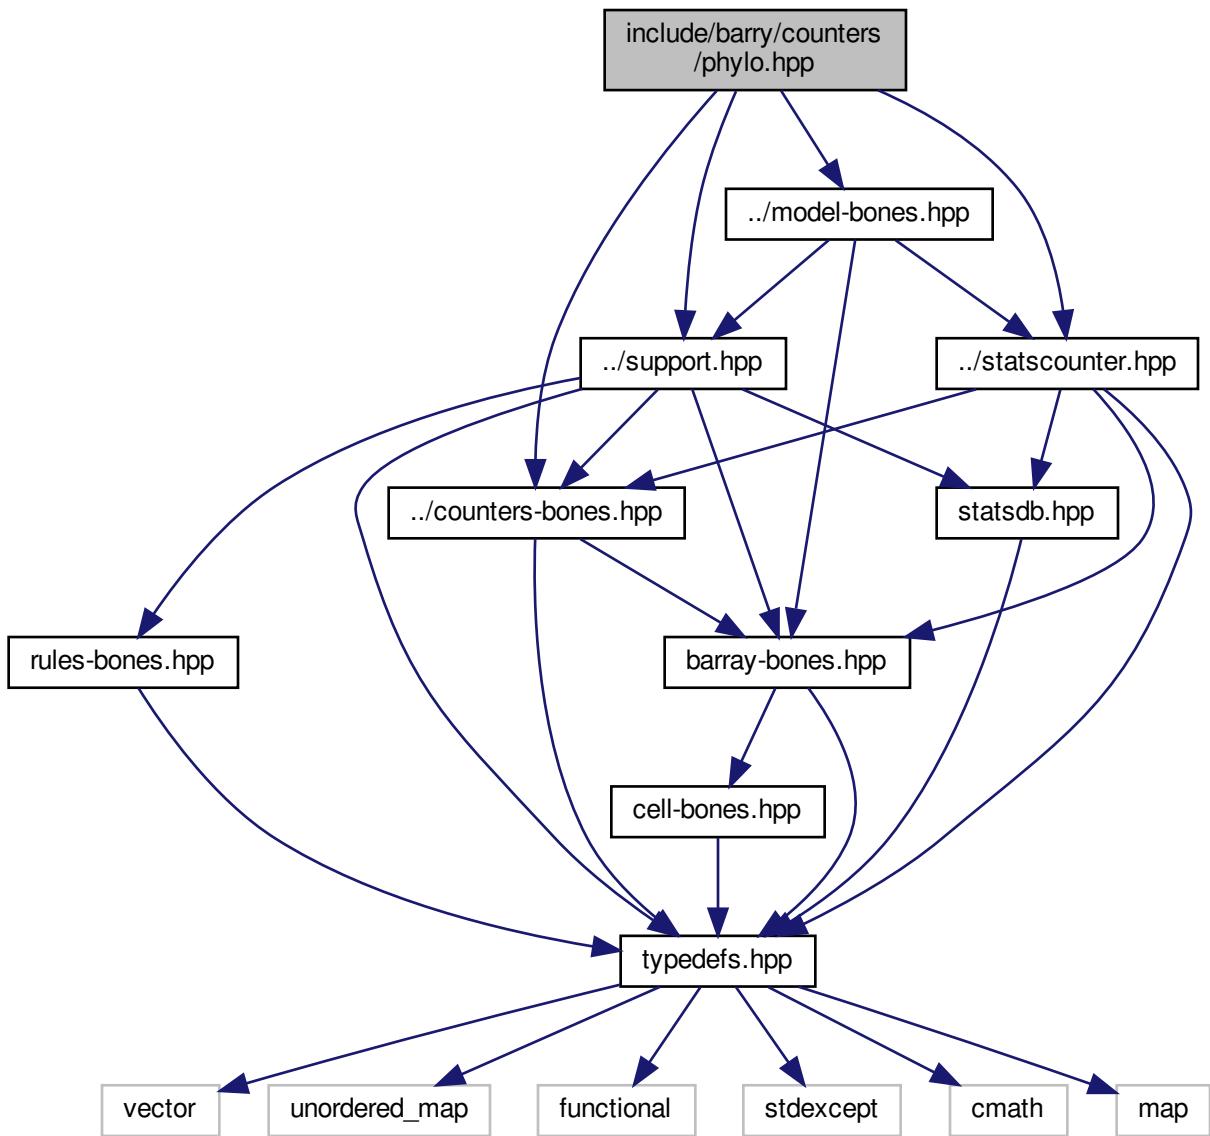 include/barry/counters
/phylo.hpp
../model-bones.hpp
../support.hpp
../statscounter.hpp
../counters-bones.hpp
statsdb.hpp
rules-bones.hpp
barray-bones.hpp
cell-bones.hpp
typedefs.hpp
vector
unordered_map
functional
stdexcept
cmath
map